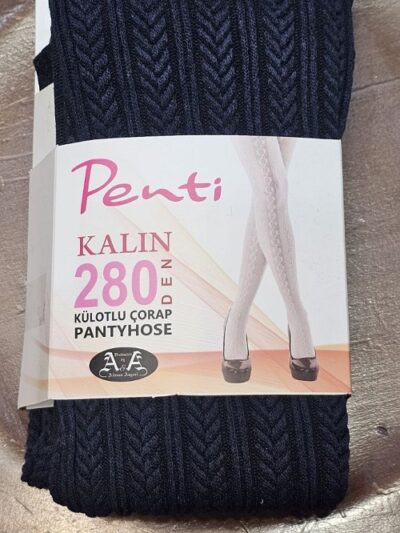 Penti
KALIN
280 DEN
KÜLOTLU ÇORAP
PANTYHOSE
A&A